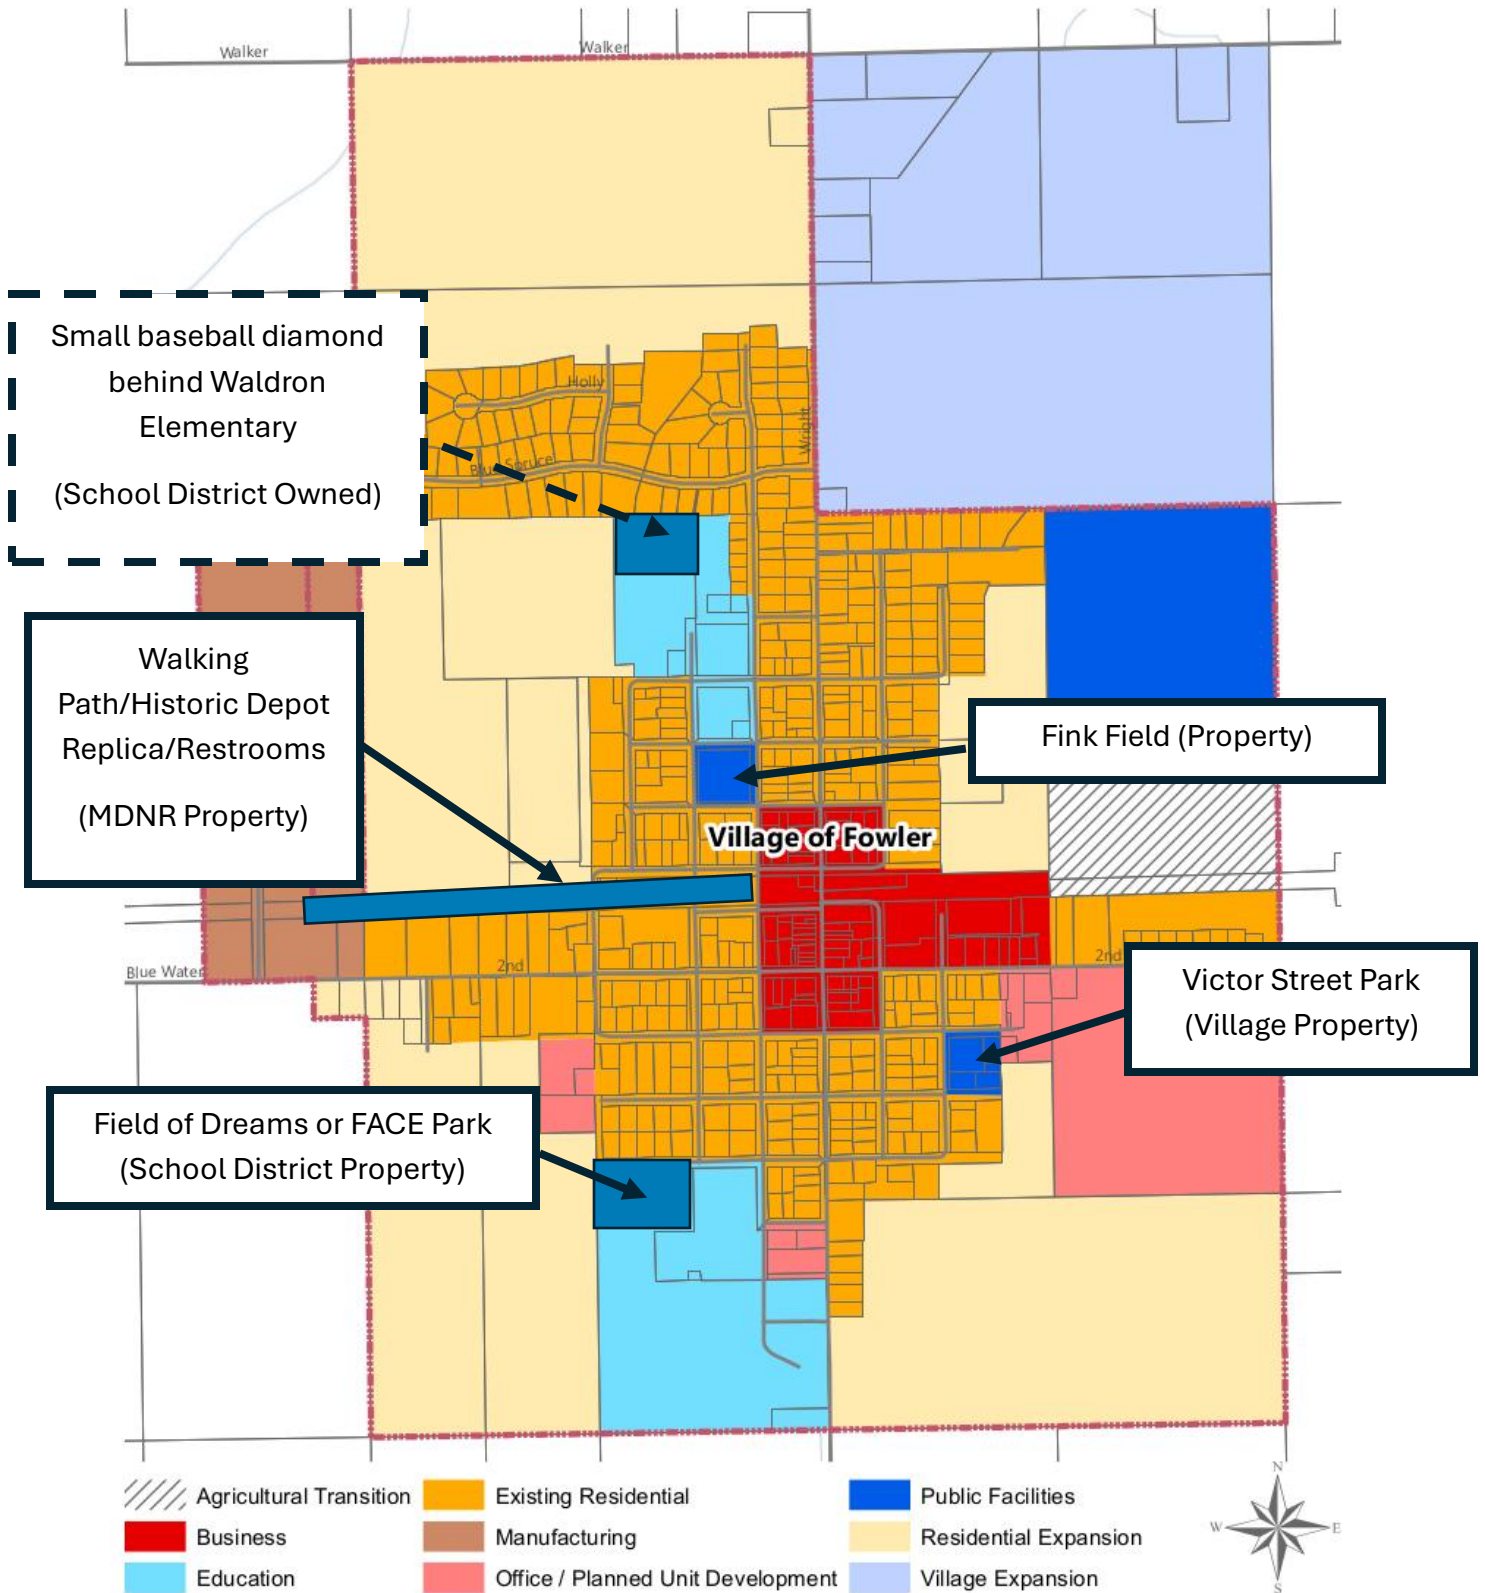 Walker
Walker
Small baseball diamond
behind Waldron
Elementary
(School District Owned)
Holly
Wright
Blue Spruce
Walking
Path/Historic Depot
Replica/Restrooms
(MDNR Property)
Fink Field (Property)
Village of Fowler
Blue Water
2nd
2nd
Victor Street Park
(Village Property)
Field of Dreams or FACE Park
(School District Property)
N
W
E
S
Agricultural Transition
Existing Residential
Public Facilities
Business
Manufacturing
Residential Expansion
Education
Office / Planned Unit Development
Village Expansion